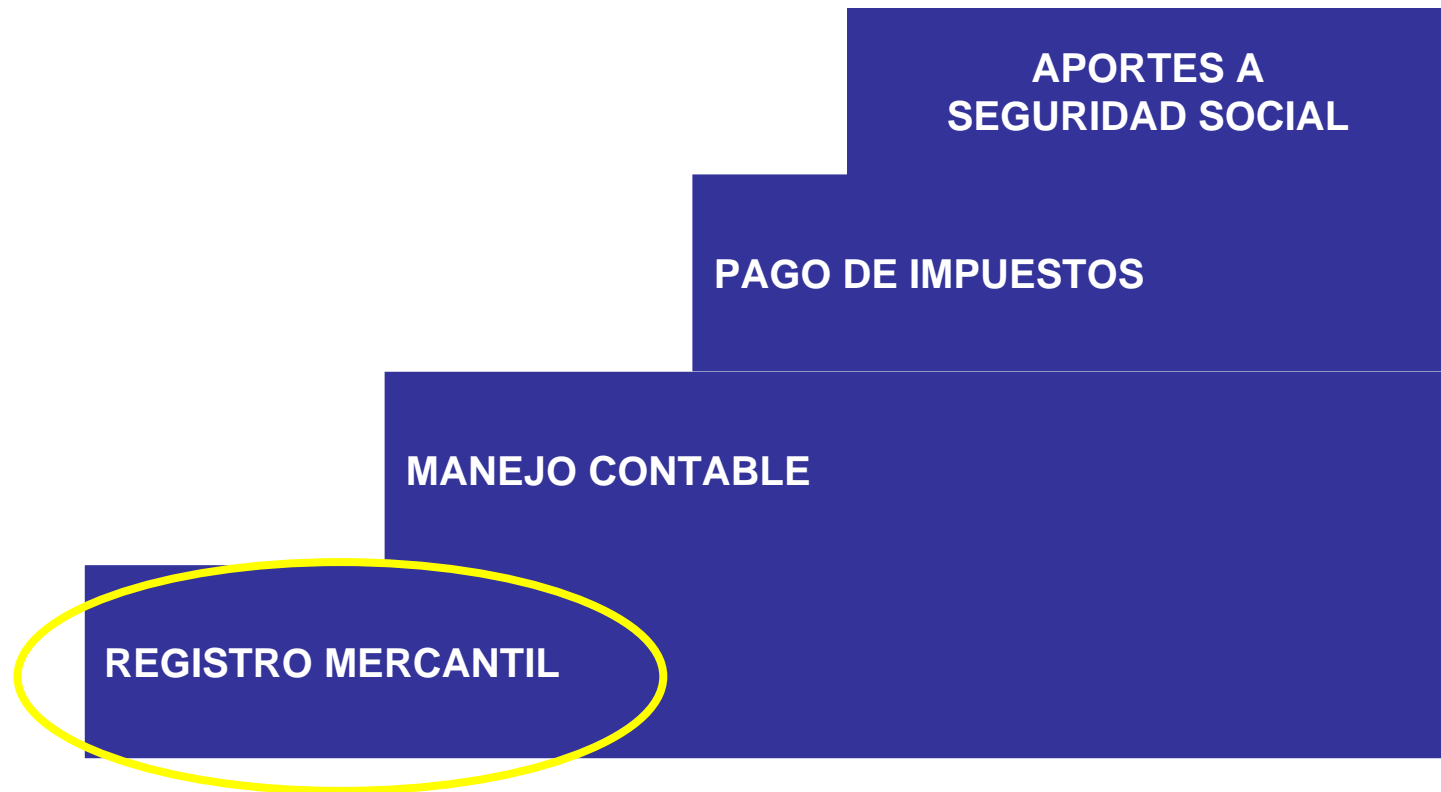 APORTES A
SEGURIDAD SOCIAL
PAGO DE IMPUESTOS
MANEJO CONTABLE
REGISTRO MERCANTIL